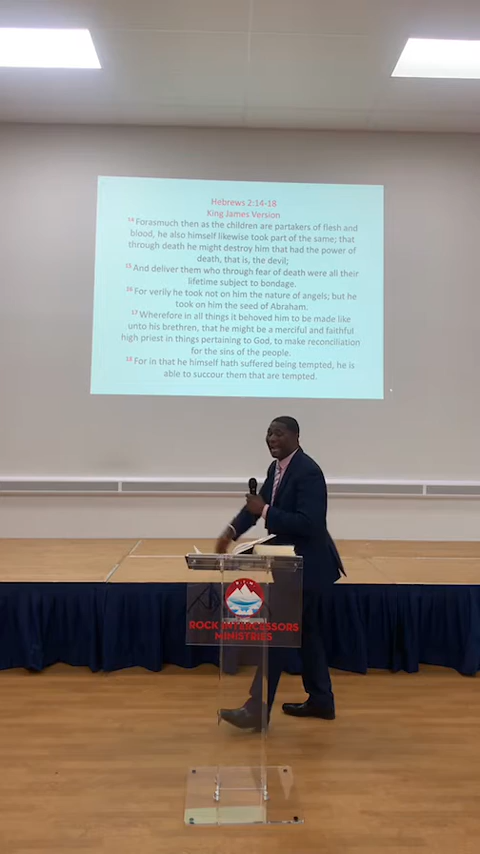 Hebrews 2:14-18
King James Version
14 Forasmuch then as the children are partakers of flesh and
blood, he also himself likewise took part of the same; that
through death he might destroy him that had the power of
death, that is, the devil;
15 And deliver them who through fear of death were all their
lifetime subject to bondage.
16 For verily he took not on him the nature of angels; but he
took on him the seed of Abraham.
17 Wherefore in all things it behoved him to be made like
unto his brethren, that he might be a merciful and faithful
high priest in things pertaining to God, to make reconciliation
for the sins of the people.
18 For in that he himself hath suffered being tempted, he is
able to succour them that are tempted.
ROCK INTERCESSORS
MINISTRIES